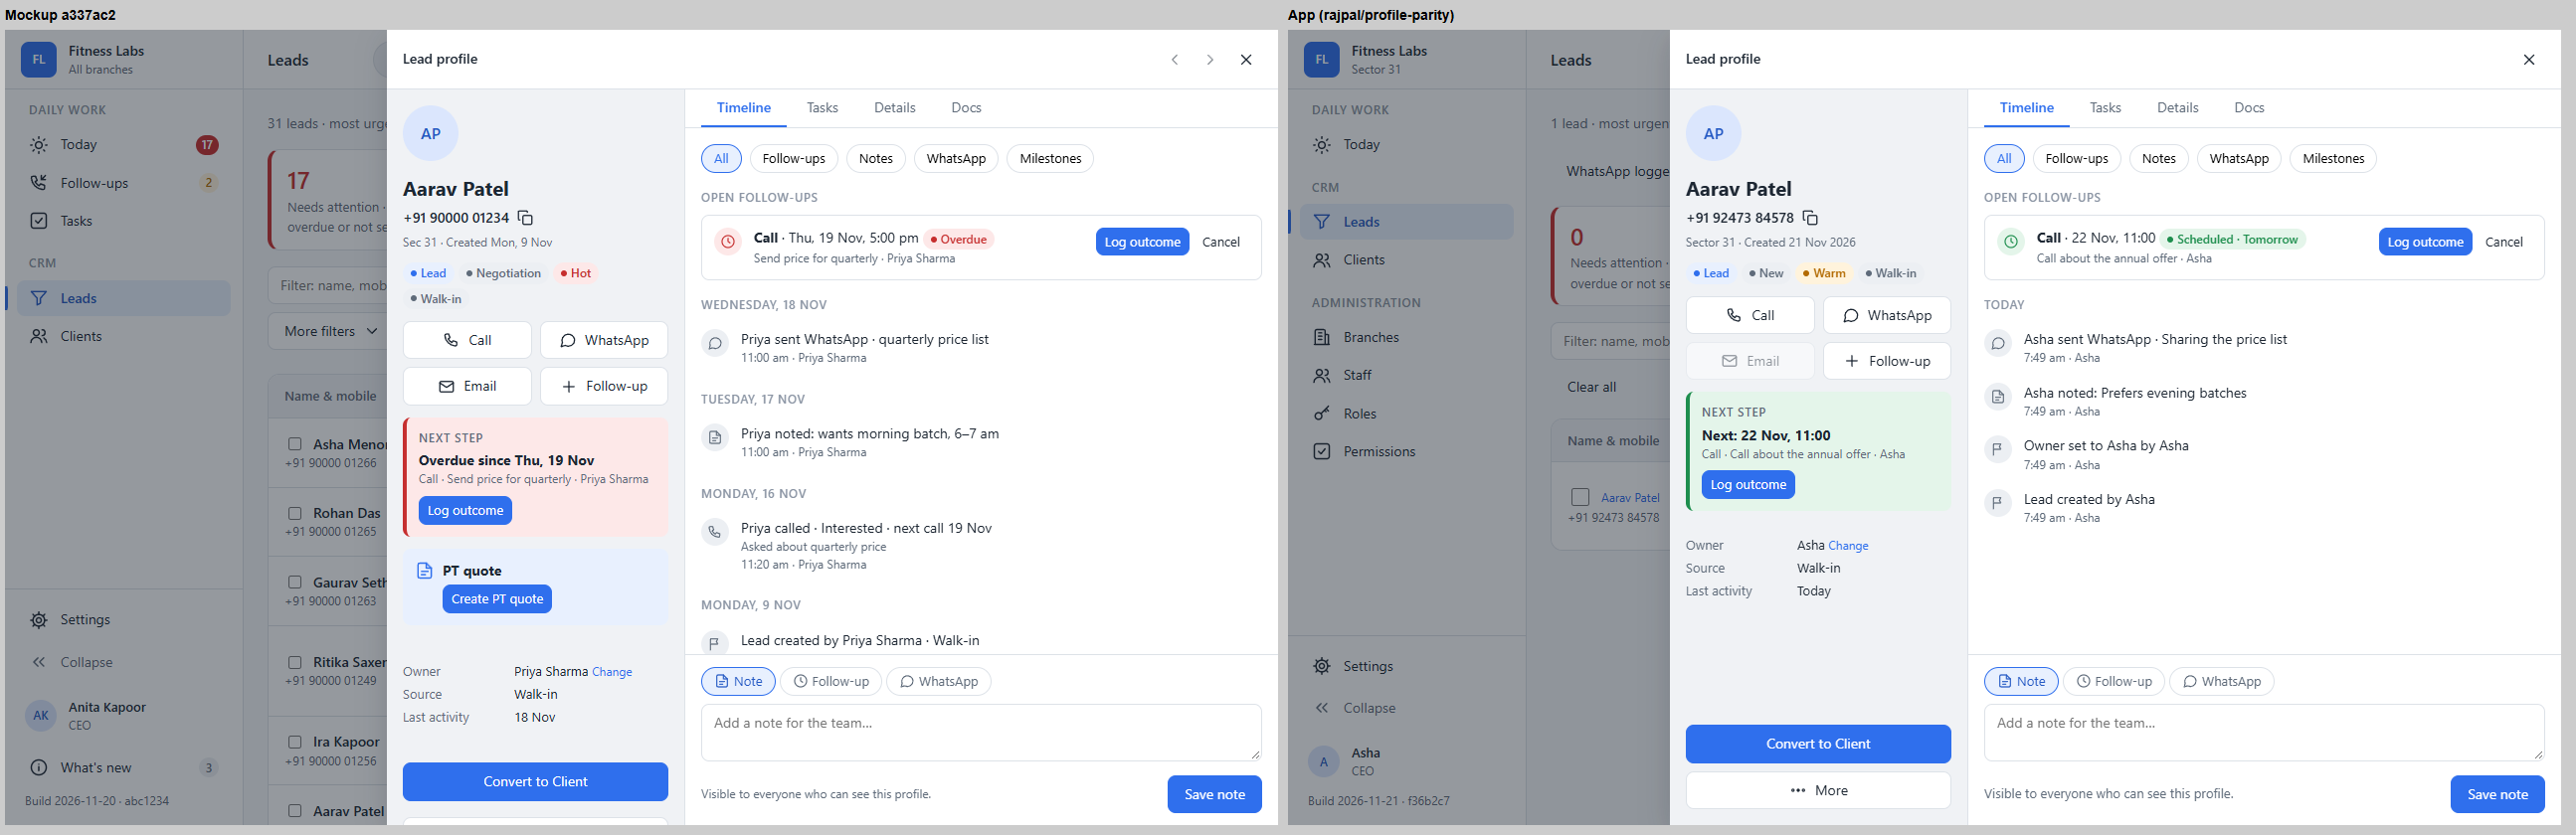 Mockup a337ac2
FL
Fitness Labs
All branches
DAILY WORK
Today
17
Follow-ups
2
Tasks
CRM
Leads
Clients
Settings
Collapse
AK
Anita Kapoor
CEO
What's new
3
Build 2026-11-20 · abc1234
Leads
31 leads · most urge
17
Needs attention ·
overdue or not se
Filter: name, mob
More filters
Name & mobile
Asha Meno
+91 90000 01266
Rohan Das
+91 90000 01265
Gaurav Seth
+91 90000 01263
Ritika Saxer
+91 90000 01249
Ira Kapoor
+91 90000 01256
Aarav Patel
Lead profile
AP
Aarav Patel
+91 90000 01234
Sec 31 · Created Mon, 9 Nov
Lead
Negotiation
Hot
Walk-in
Call
WhatsApp
Email
Follow-up
NEXT STEP
Overdue since Thu, 19 Nov
Call · Send price for quarterly · Priya Sharma
Log outcome
PT quote
Create PT quote
Owner Priya Sharma Change
Source Walk-in
Last activity 18 Nov
Convert to Client
Timeline Tasks Details Docs
All Follow-ups Notes WhatsApp Milestones
OPEN FOLLOW-UPS
Call · Thu, 19 Nov, 5:00 pm Overdue
Send price for quarterly · Priya Sharma
Log outcome
Cancel
WEDNESDAY, 18 NOV
Priya sent WhatsApp · quarterly price list
11:00 am · Priya Sharma
TUESDAY, 17 NOV
Priya noted: wants morning batch, 6–7 am
11:00 am · Priya Sharma
MONDAY, 16 NOV
Priya called · Interested · next call 19 Nov
Asked about quarterly price
11:20 am · Priya Sharma
MONDAY, 9 NOV
Lead created by Priya Sharma · Walk-in
Note Follow-up WhatsApp
Add a note for the team...
Visible to everyone who can see this profile.
Save note
App (rajpal/profile-parity)
FL
Fitness Labs
Sector 31
DAILY WORK
Today
CRM
Leads
Clients
ADMINISTRATION
Branches
Staff
Roles
Permissions
Settings
Collapse
A
Asha
CEO
Build 2026-11-21 · f36b2c7
Leads
1 lead · most urgen
WhatsApp logge
0
Needs attention ·
overdue or not se
Filter: name, mob
Clear all
Name & mobile
Aarav Patel
+91 92473 84578
Lead profile
AP
Aarav Patel
+91 92473 84578
Sector 31 · Created 21 Nov 2026
Lead
New
Warm
Walk-in
Call
WhatsApp
Email
Follow-up
NEXT STEP
Next: 22 Nov, 11:00
Call · Call about the annual offer · Asha
Log outcome
Owner Asha Change
Source Walk-in
Last activity Today
Convert to Client
More
Timeline Tasks Details Docs
All Follow-ups Notes WhatsApp Milestones
OPEN FOLLOW-UPS
Call · 22 Nov, 11:00 Scheduled · Tomorrow
Call about the annual offer · Asha
Log outcome
Cancel
TODAY
Asha sent WhatsApp · Sharing the price list
7:49 am · Asha
Asha noted: Prefers evening batches
7:49 am · Asha
Owner set to Asha by Asha
7:49 am · Asha
Lead created by Asha
7:49 am · Asha
Note Follow-up WhatsApp
Add a note for the team...
Visible to everyone who can see this profile.
Save note